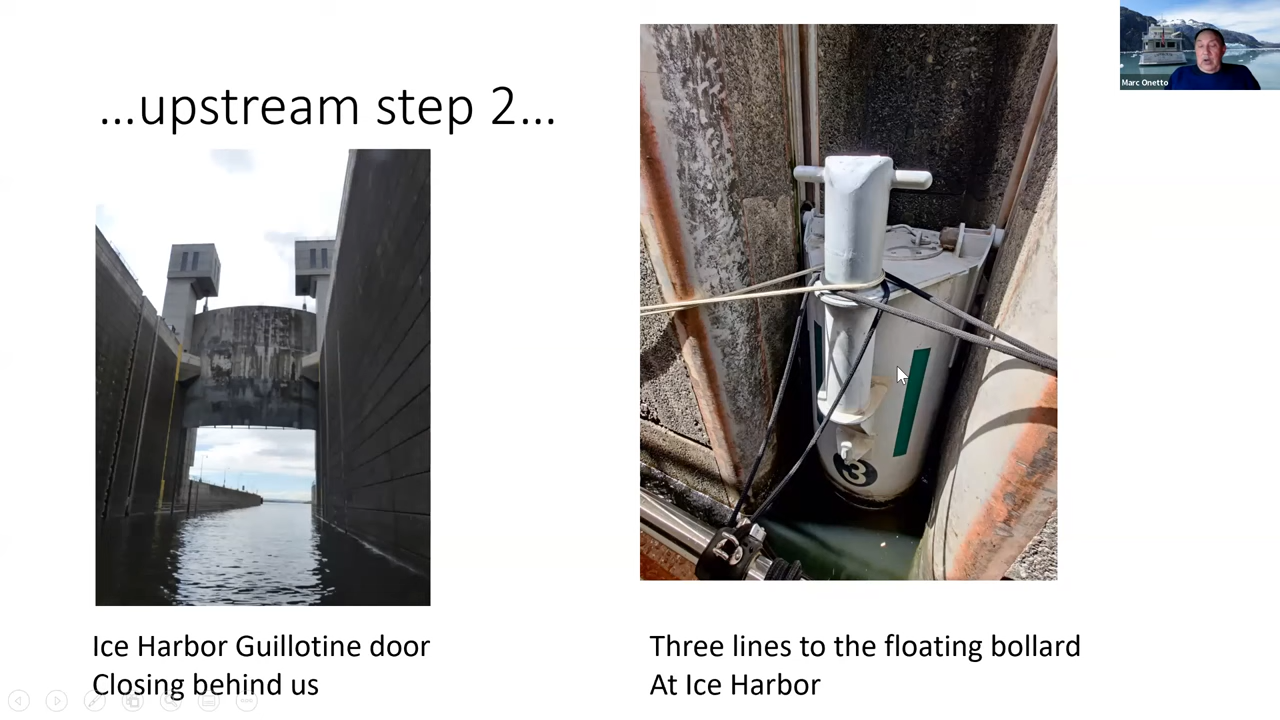 ...upstream step 2...
Marc Onetto
3
Ice Harbor Guillotine door
Closing behind us
Three lines to the floating bollard
At Ice Harbor